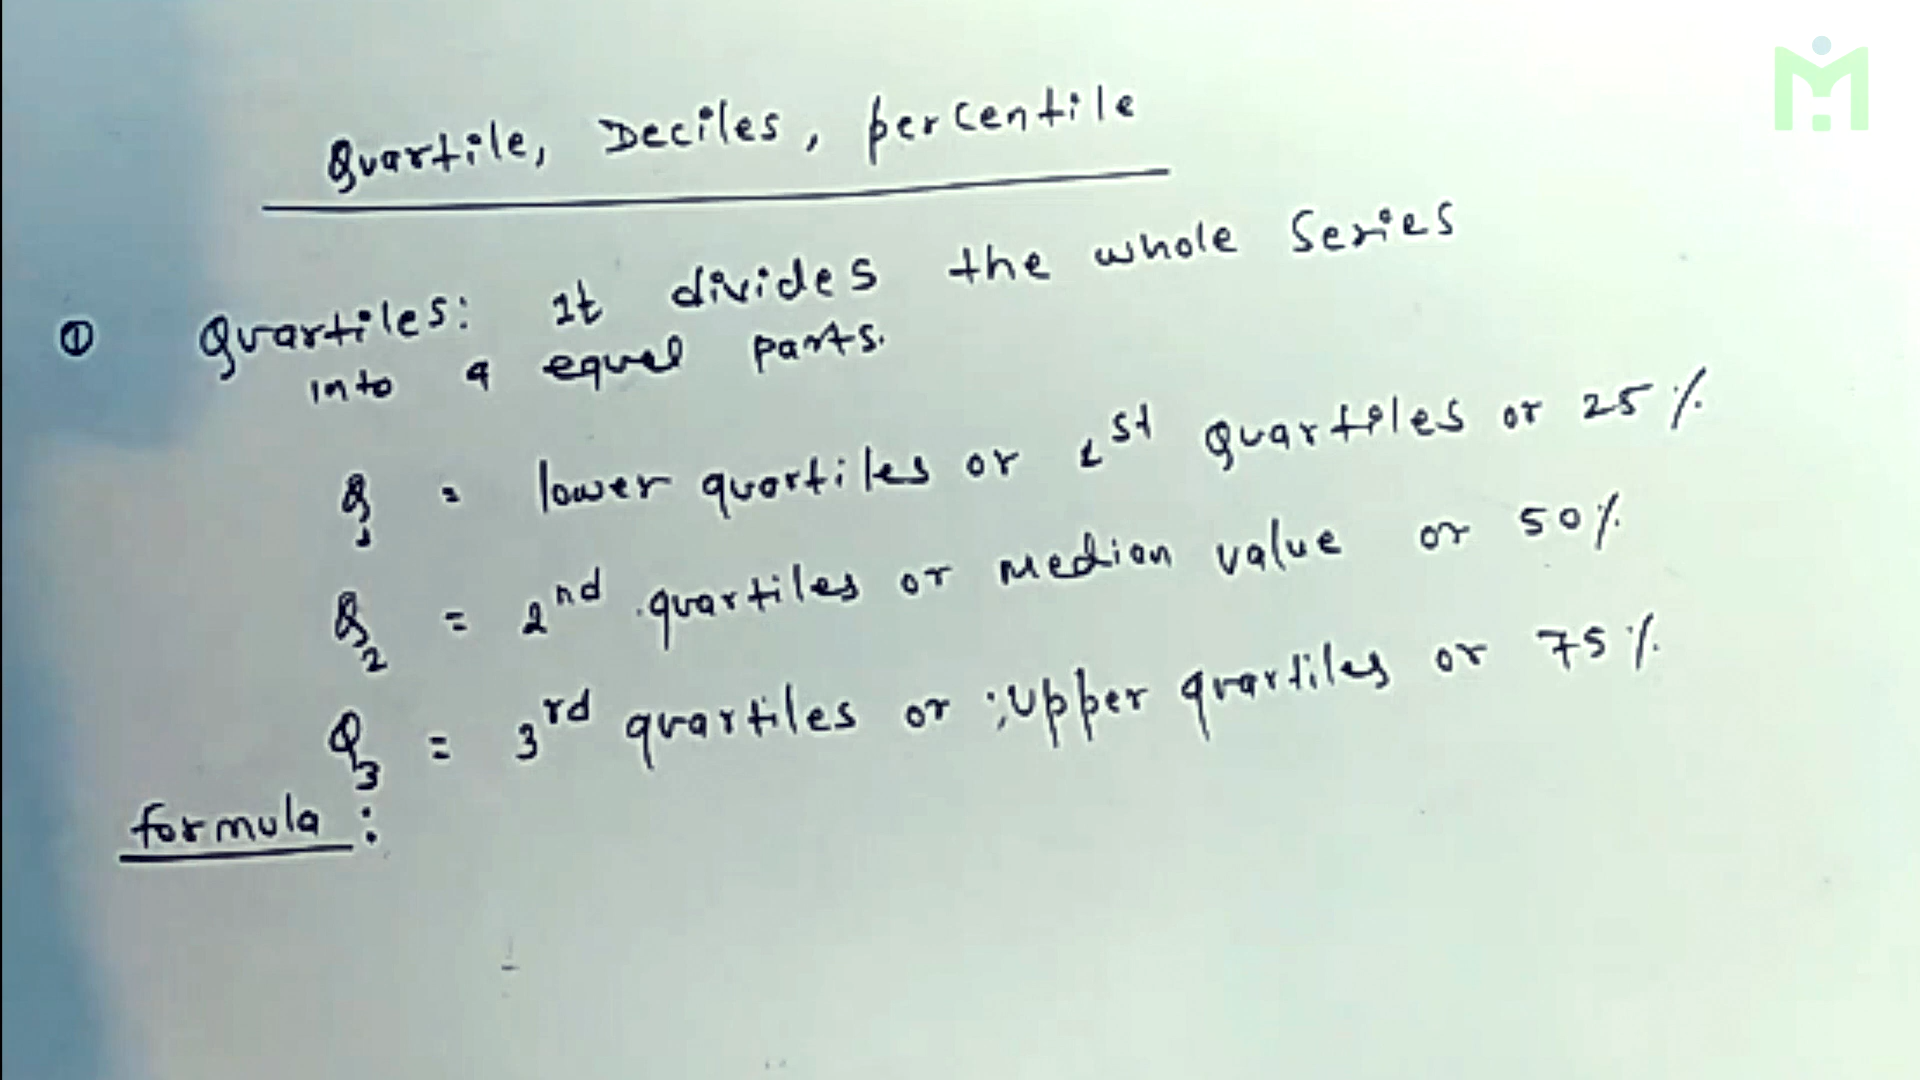 Quartile, Deciles, percentile
① Quartiles: It divides the whole Series
into 4 equal parts.
Q1 = lower quartiles or 1st quartiles or 25%
Q2 = 2nd quartiles or Median value or 50%
Q3 = 3rd quartiles or Upper quartiles or 75%
formula :